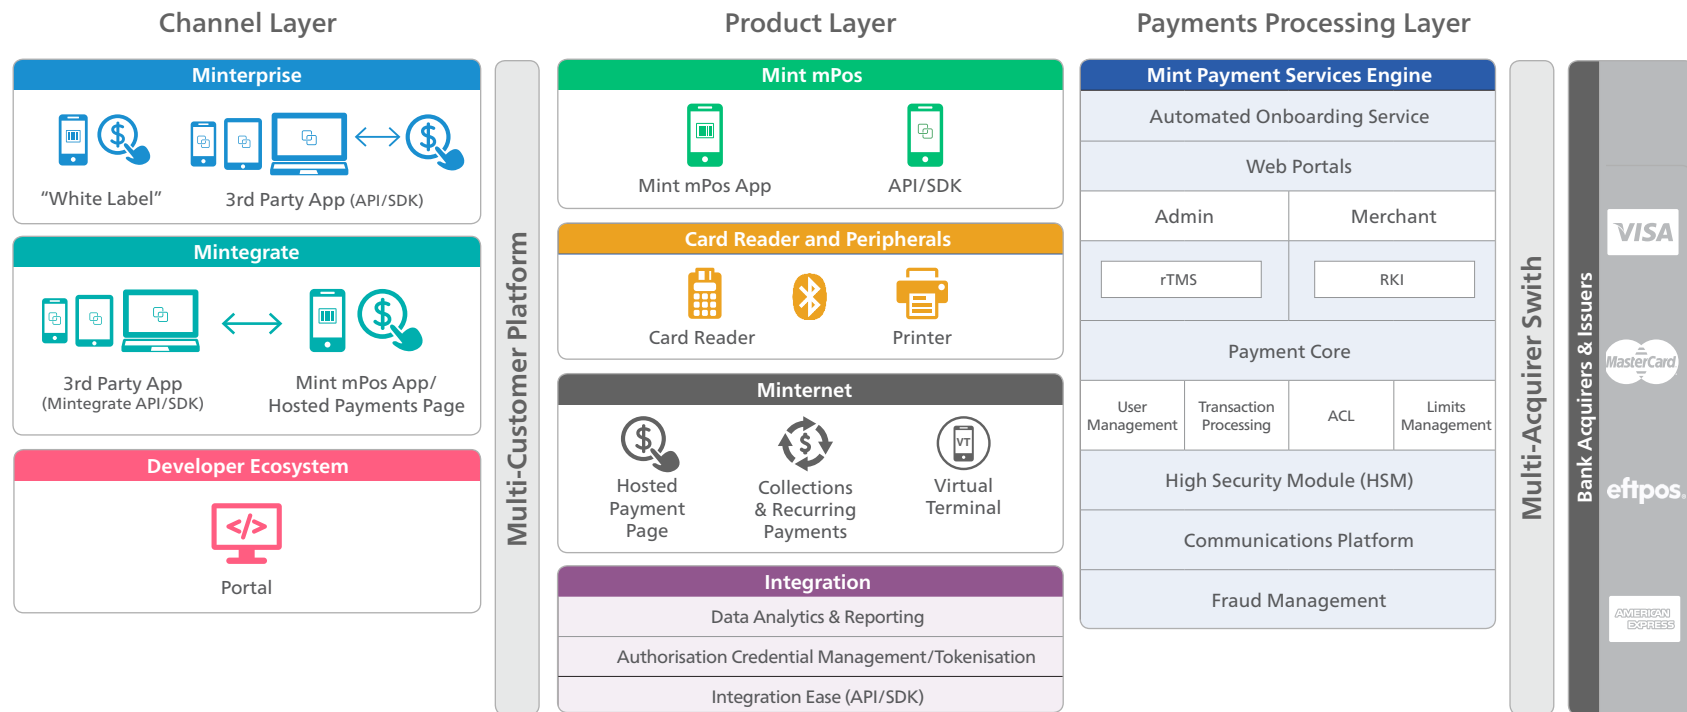 Channel Layer
Minterprise
“White Label”
3rd Party App (API/SDK)
Mintegrate
3rd Party App
(Mintegrate API/SDK)
Mint mPos App/
Hosted Payments Page
Developer Ecosystem
</>
Portal
Multi-Customer Platform
Product Layer
Mint mPos
Mint mPos App
API/SDK
Card Reader and Peripherals
Card Reader
Printer
Minternet
Hosted
Payment
Page
Collections
& Recurring
Payments
VT
Virtual
Terminal
Integration
Data Analytics & Reporting
Authorisation Credential Management/Tokenisation
Integration Ease (API/SDK)
Payments Processing Layer
Mint Payment Services Engine
Automated Onboarding Service
Web Portals
Admin
Merchant
rTMS
RKI
Payment Core
User
Management
Transaction
Processing
ACL
Limits
Management
High Security Module (HSM)
Communications Platform
Fraud Management
Multi-Acquirer Swith
Bank Acquirers & Issuers
VISA
MasterCard
eftpos
AMERICAN
EXPRESS